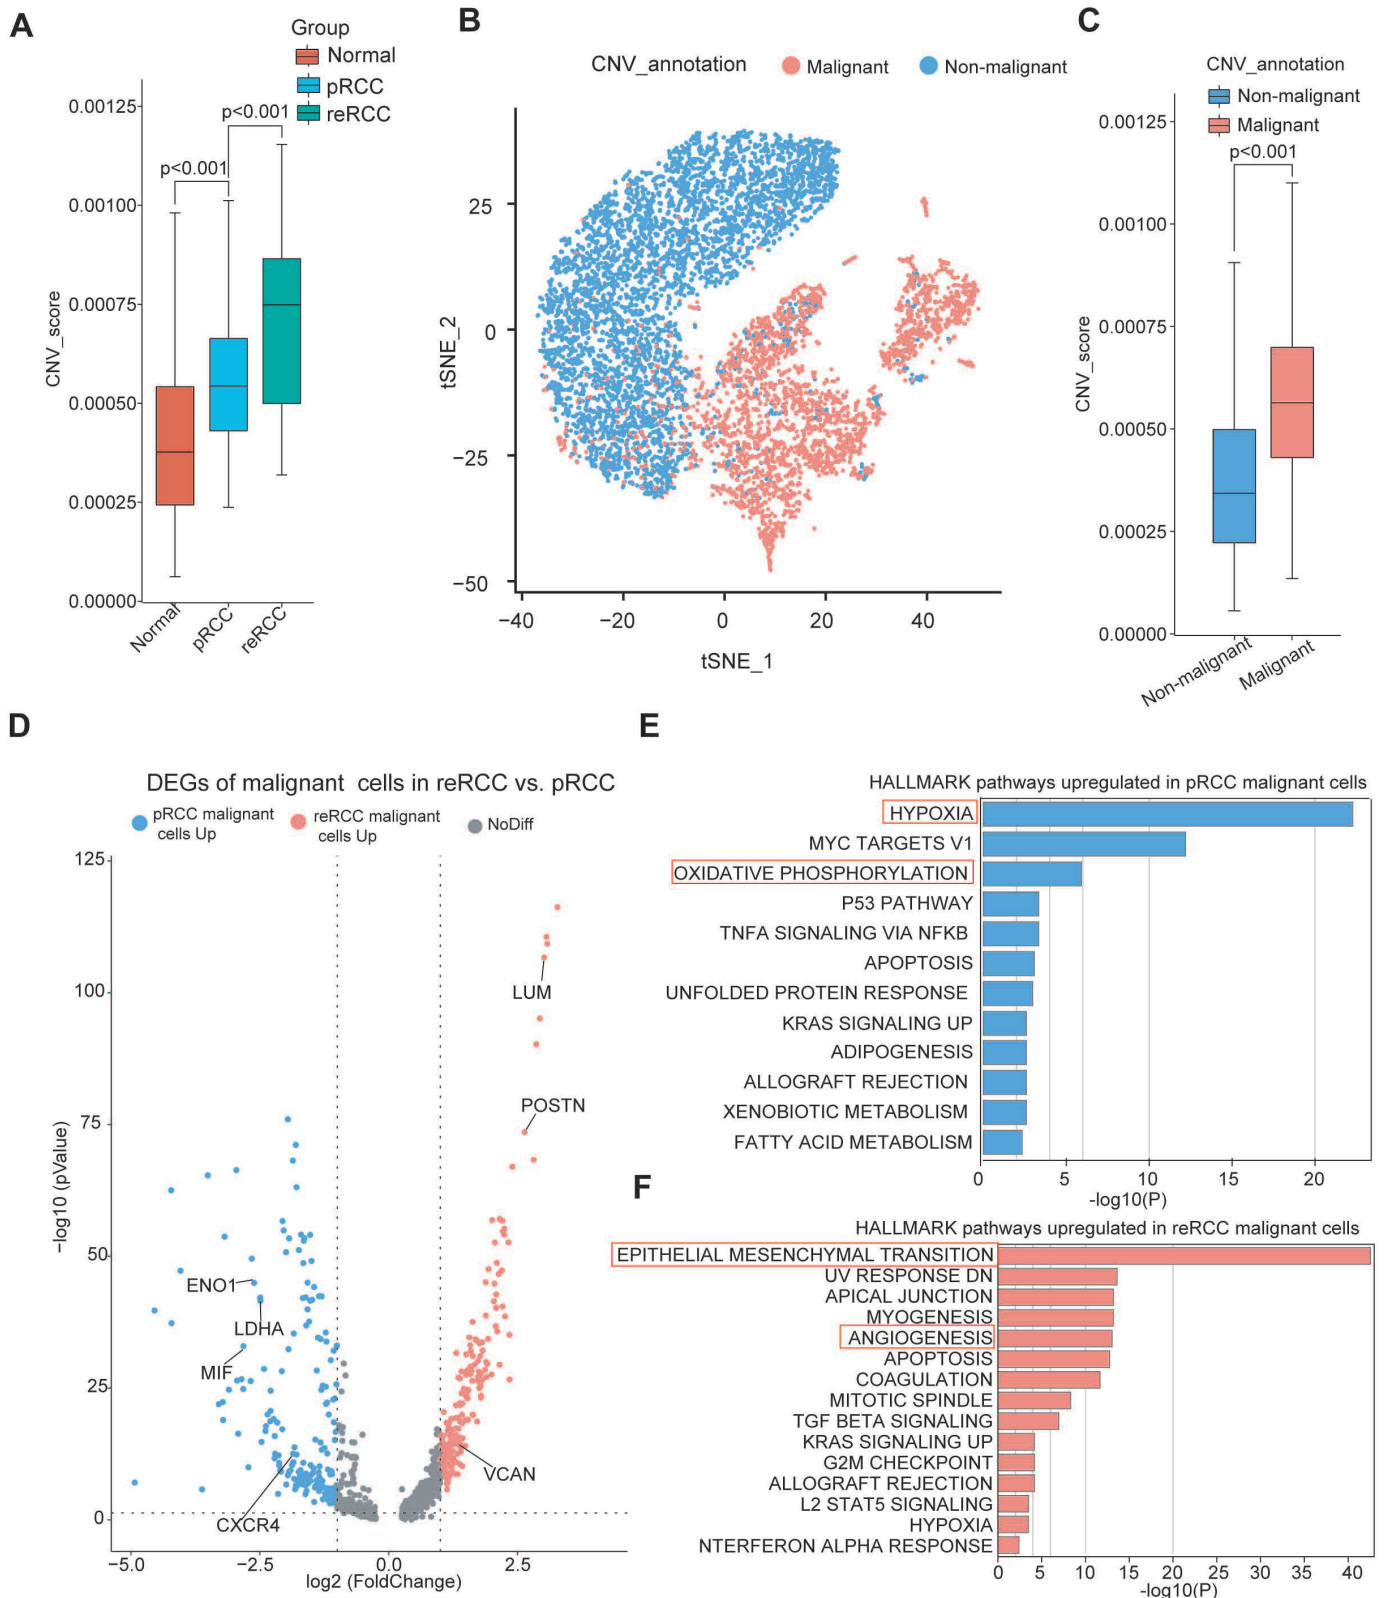 A
Group
Normal
pRCC
reRCC
p<0.001
p<0.001
CNV_score
0.00125
0.00100
0.00075
0.00050
0.00025
0.00000
Normal
pRCC
reRCC
B
CNV_annotation
Malignant
Non-malignant
tSNE_2
25
0
−25
−50
−40
−20
0
20
40
tSNE_1
C
CNV_annotation
Non-malignant
Malignant
p<0.001
CNV_score
0.00125
0.00100
0.00075
0.00050
0.00025
0.00000
Non-malignant
Malignant
D
DEGs of malignant cells in reRCC vs. pRCC
pRCC malignant
cells Up
reRCC malignant
cells Up
NoDiff
−log10 (pValue)
125
100
75
50
25
0
LUM
POSTN
ENO1
LDHA
MIF
VCAN
CXCR4
−5.0
−2.5
0.0
2.5
log2 (FoldChange)
E
HALLMARK pathways upregulated in pRCC malignant cells
HYPOXIA
MYC TARGETS V1
OXIDATIVE PHOSPHORYLATION
P53 PATHWAY
TNFA SIGNALING VIA NFKB
APOPTOSIS
UNFOLDED PROTEIN RESPONSE
KRAS SIGNALING UP
ADIPOGENESIS
ALLOGRAFT REJECTION
XENOBIOTIC METABOLISM
FATTY ACID METABOLISM
0
5
10
15
20
-log10(P)
F
HALLMARK pathways upregulated in reRCC malignant cells
EPITHELIAL MESENCHYMAL TRANSITION
UV RESPONSE DN
APICAL JUNCTION
MYOGENESIS
ANGIOGENESIS
APOPTOSIS
COAGULATION
MITOTIC SPINDLE
TGF BETA SIGNALING
KRAS SIGNALING UP
G2M CHECKPOINT
ALLOGRAFT REJECTION
L2 STAT5 SIGNALING
HYPOXIA
NTERFERON ALPHA RESPONSE
0
5
10
15
20
25
30
35
40
-log10(P)